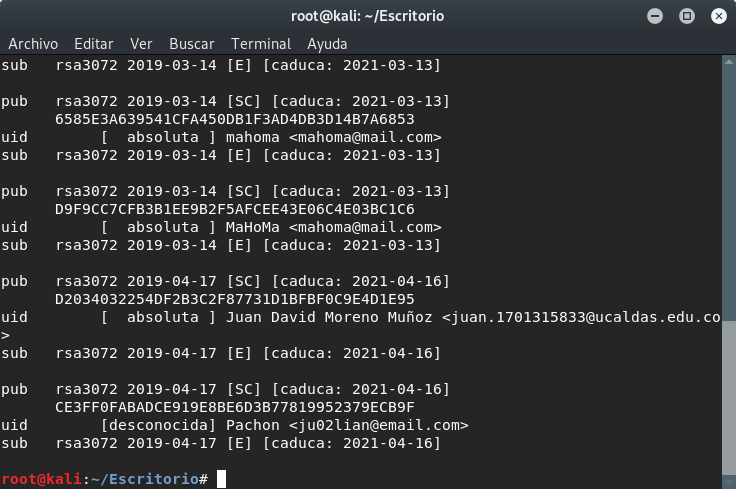 root@kali: ~/Escritorio
Archivo Editar Ver Buscar Terminal Ayuda
sub   rsa3072 2019-03-14 [E] [caduca: 2021-03-13]
pub   rsa3072 2019-03-14 [SC] [caduca: 2021-03-13]
      6585E3A639541CFA450DB1F3AD4DB3D14B7A6853
uid        [  absoluta ] mahoma <mahoma@mail.com>
sub   rsa3072 2019-03-14 [E] [caduca: 2021-03-13]
pub   rsa3072 2019-03-14 [SC] [caduca: 2021-03-13]
      D9F9CC7CFB3B1EE9B2F5AFCEE43E06C4E03BC1C6
uid        [  absoluta ] MaHoMa <mahoma@mail.com>
sub   rsa3072 2019-03-14 [E] [caduca: 2021-03-13]
pub   rsa3072 2019-04-17 [SC] [caduca: 2021-04-16]
      D2034032254DF2B3C2F87731D1BFBF0C9E4D1E95
uid        [  absoluta ] Juan David Moreno Muñoz <juan.1701315833@ucaldas.edu.co
>
sub   rsa3072 2019-04-17 [E] [caduca: 2021-04-16]
pub   rsa3072 2019-04-17 [SC] [caduca: 2021-04-16]
      CE3FF0FABADCE919E8BE6D3B77819952379ECB9F
uid        [desconocida] Pachon <ju02lian@email.com>
sub   rsa3072 2019-04-17 [E] [caduca: 2021-04-16]
root@kali:~/Escritorio#